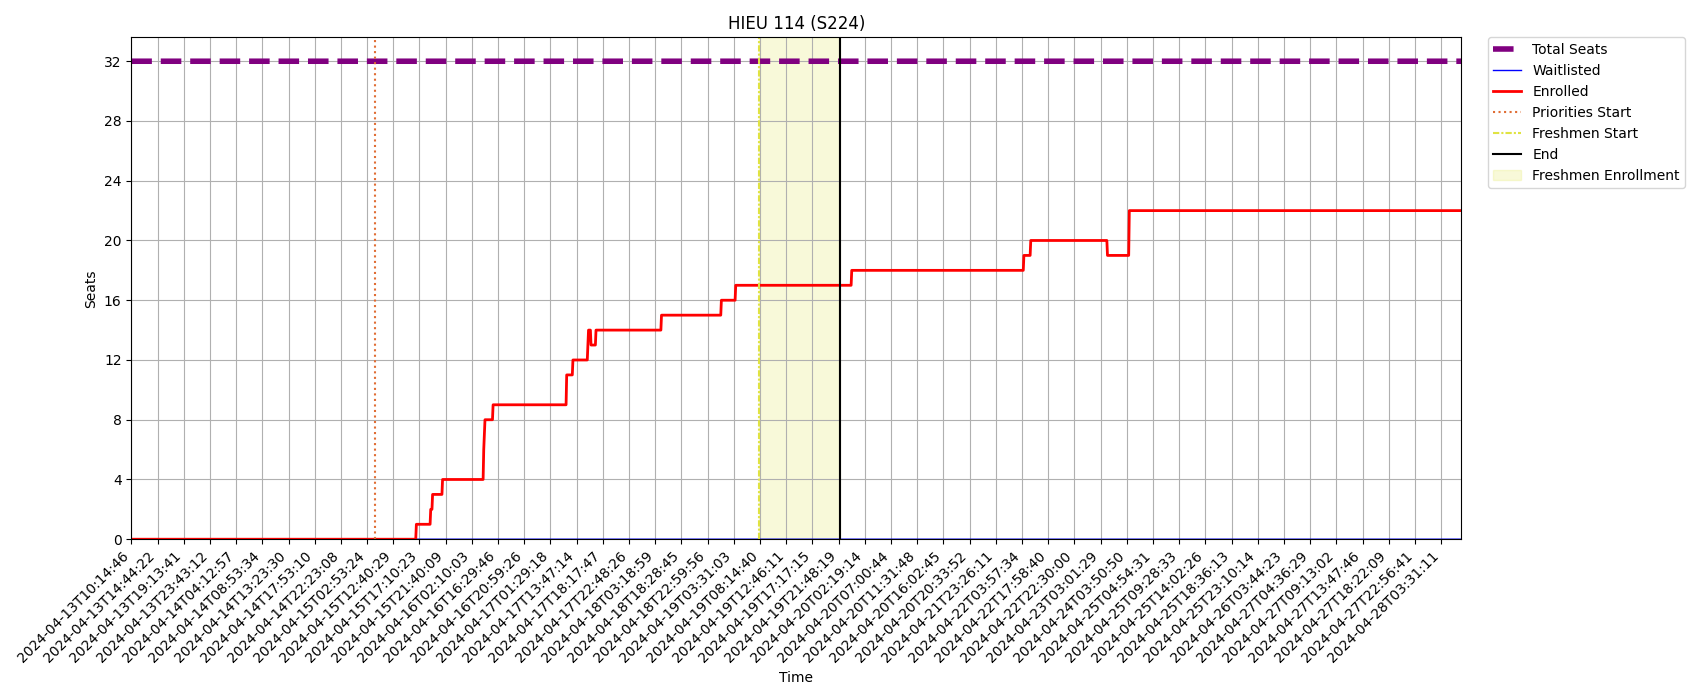 HIEU 114 (S224)
Total Seats
Waitlisted
Enrolled
Priorities Start
Freshmen Start
End
Freshmen Enrollment
Seats
32
28
24
20
16
12
8
4
0
2024-04-13T10:14:46
2024-04-13T14:44:22
2024-04-13T19:13:41
2024-04-13T23:43:12
2024-04-14T04:12:57
2024-04-14T08:53:34
2024-04-14T13:23:30
2024-04-14T17:53:10
2024-04-14T22:23:08
2024-04-15T02:53:24
2024-04-15T12:40:29
2024-04-15T17:10:23
2024-04-15T21:40:09
2024-04-16T02:10:03
2024-04-16T16:29:46
2024-04-16T20:59:26
2024-04-17T01:29:18
2024-04-17T13:47:14
2024-04-17T18:17:47
2024-04-17T22:48:26
2024-04-18T03:18:59
2024-04-18T18:28:45
2024-04-18T22:59:56
2024-04-19T03:31:03
2024-04-19T08:14:40
2024-04-19T12:46:11
2024-04-19T17:17:15
2024-04-19T21:48:19
2024-04-20T02:19:14
2024-04-20T07:00:44
2024-04-20T11:31:48
2024-04-20T16:02:45
2024-04-20T20:33:52
2024-04-21T23:26:11
2024-04-22T03:57:34
2024-04-22T17:58:40
2024-04-22T22:30:00
2024-04-23T03:01:29
2024-04-24T03:50:50
2024-04-25T04:54:31
2024-04-25T09:28:33
2024-04-25T14:02:26
2024-04-25T18:36:13
2024-04-25T23:10:14
2024-04-26T03:44:23
2024-04-27T04:36:29
2024-04-27T09:13:02
2024-04-27T13:47:46
2024-04-27T18:22:09
2024-04-27T22:56:41
2024-04-28T03:31:11
Time